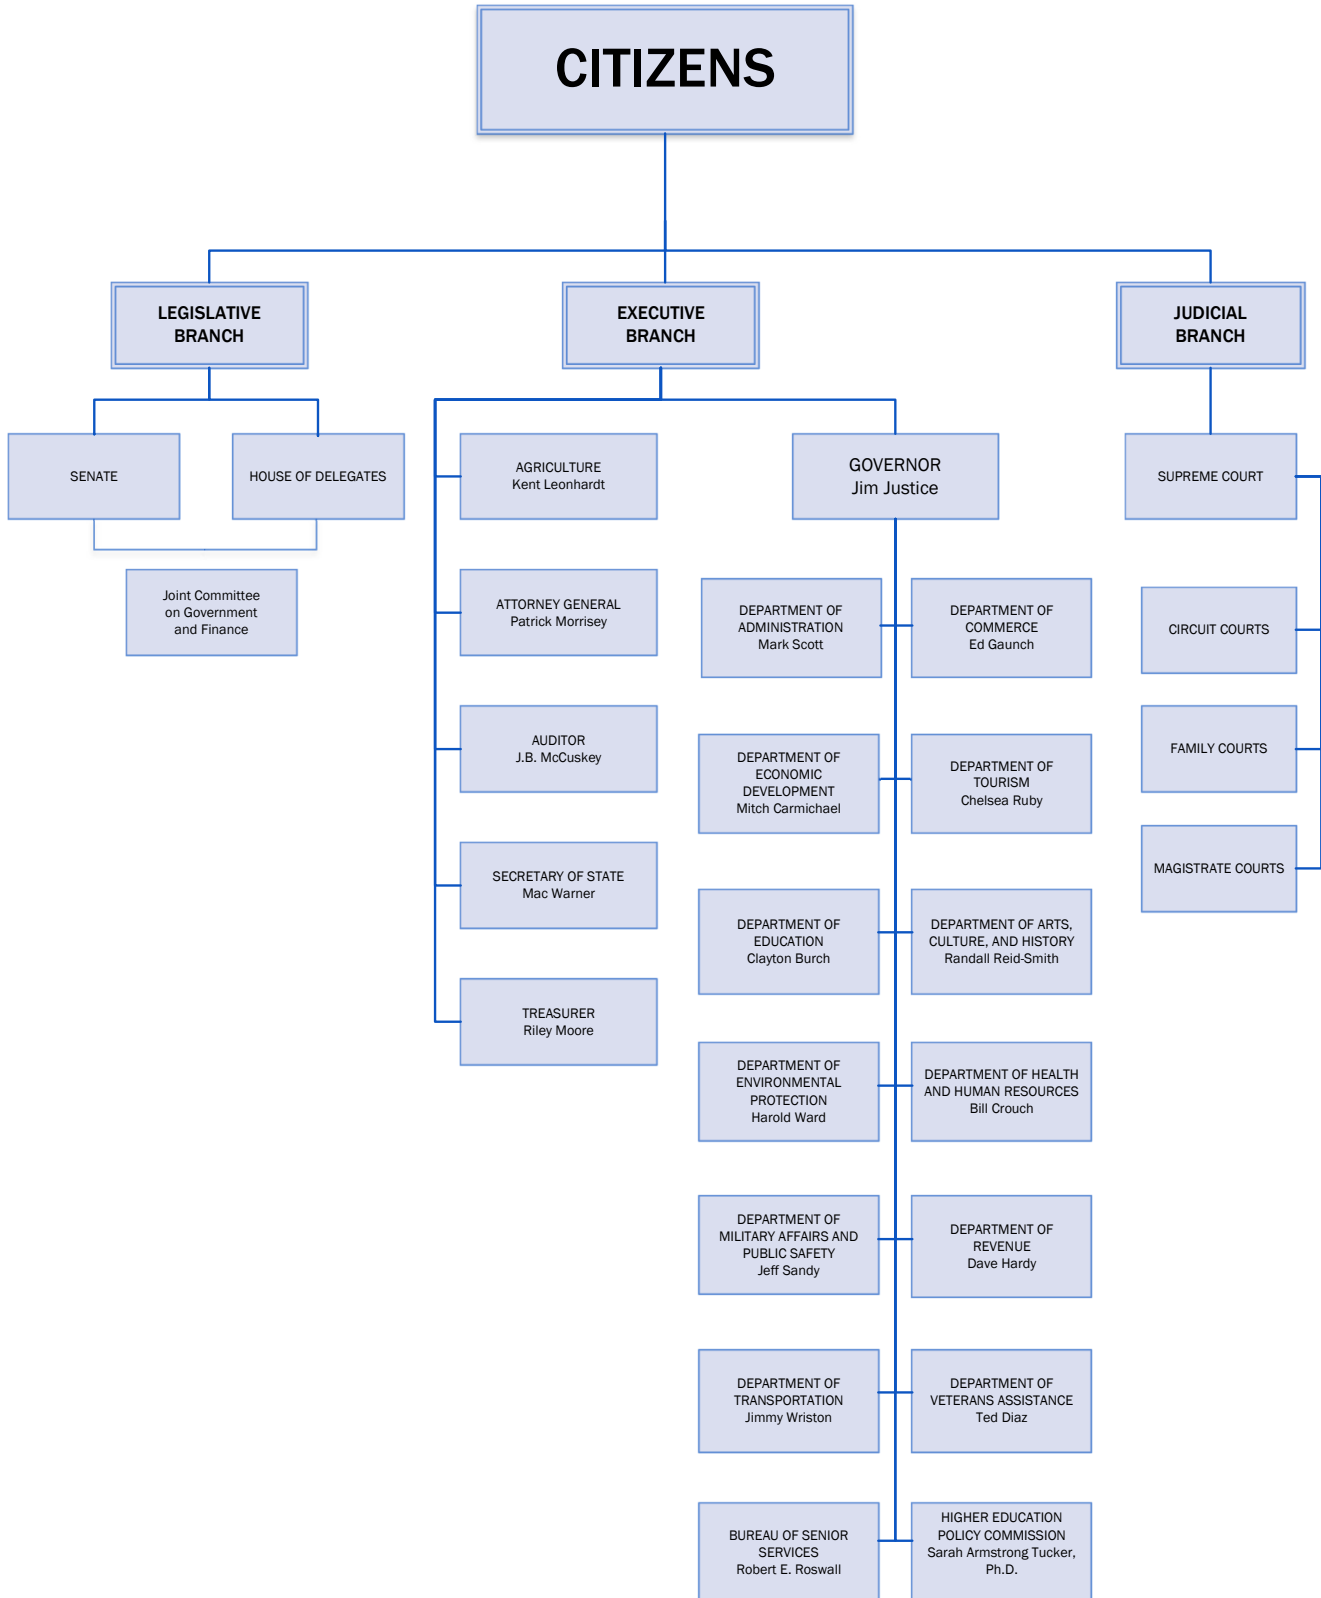 CITIZENS
LEGISLATIVE
BRANCH
EXECUTIVE
BRANCH
JUDICIAL
BRANCH
SENATE
HOUSE OF DELEGATES
Joint Committee
on Government
and Finance
AGRICULTURE
Kent Leonhardt
ATTORNEY GENERAL
Patrick Morrisey
AUDITOR
J.B. McCuskey
SECRETARY OF STATE
Mac Warner
TREASURER
Riley Moore
GOVERNOR
Jim Justice
DEPARTMENT OF
ADMINISTRATION
Mark Scott
DEPARTMENT OF
COMMERCE
Ed Gaunch
DEPARTMENT OF
ECONOMIC
DEVELOPMENT
Mitch Carmichael
DEPARTMENT OF
TOURISM
Chelsea Ruby
DEPARTMENT OF
EDUCATION
Clayton Burch
DEPARTMENT OF ARTS,
CULTURE, AND HISTORY
Randall Reid-Smith
DEPARTMENT OF
ENVIRONMENTAL
PROTECTION
Harold Ward
DEPARTMENT OF HEALTH
AND HUMAN RESOURCES
Bill Crouch
DEPARTMENT OF
MILITARY AFFAIRS AND
PUBLIC SAFETY
Jeff Sandy
DEPARTMENT OF
REVENUE
Dave Hardy
DEPARTMENT OF
TRANSPORTATION
Jimmy Wriston
DEPARTMENT OF
VETERANS ASSISTANCE
Ted Diaz
BUREAU OF SENIOR
SERVICES
Robert E. Roswall
HIGHER EDUCATION
POLICY COMMISSION
Sarah Armstrong Tucker,
Ph.D.
SUPREME COURT
CIRCUIT COURTS
FAMILY COURTS
MAGISTRATE COURTS